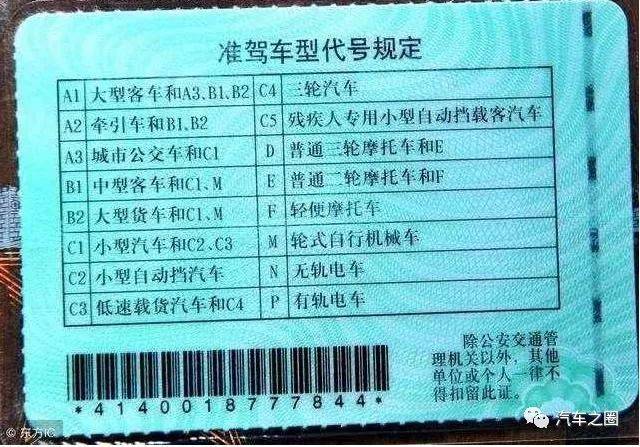 准驾车型代号规定
A1 大型客车和A3、B1、B2 C4 三轮汽车
A2 牵引车和B1、B2 C5 残疾人专用小型自动挡载客汽车
A3 城市公交车和C1 D 普通三轮摩托车和E
B1 中型客车和C1、M E 普通二轮摩托车和F
B2 大型货车和C1、M F 轻便摩托车
C1 小型汽车和C2、C3 M 轮式自行机械车
C2 小型自动挡汽车 N 无轨电车
C3 低速载货汽车和C4 P 有轨电车
除公安交通管
理机关以外，其他
单位或个人一律不
得扣留此证。
*4140018777844*
© 东方IC
汽车之圈